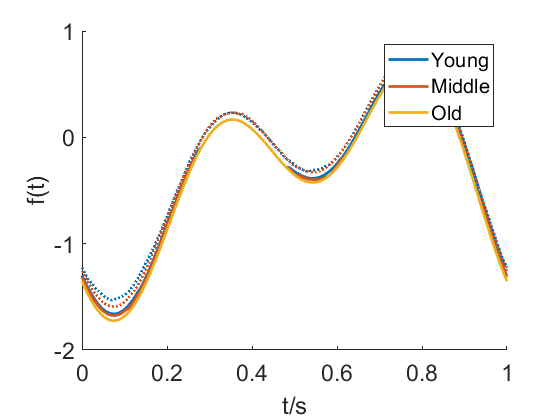 1
0
-1
-2
f(t)
Young
Middle
Old
0 0.2 0.4 0.6 0.8 1
t/s